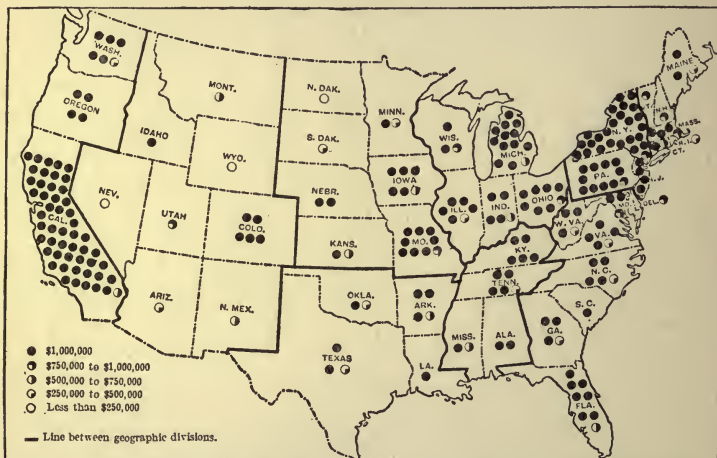 WASH.
MONT.
N. DAK.
MINN.
MAINE
OREGON
IDAHO
S. DAK.
WIS.
MICH.
N.Y.
N.H.
MASS.
R.I.
CT.
WYO.
NEBR.
IOWA
PA.
N.J.
NEV.
UTAH
COLO.
ILL.
IND.
OHIO
DEL.
CAL.
KANS.
MO.
W. VA.
VA.
KY.
ARIZ.
N. MEX.
OKLA.
ARK.
TENN.
N.C.
S.C.
TEXAS
LA.
MISS.
ALA.
GA.
FLA.
$1,000,000
$750,000 to $1,000,000
$500,000 to $750,000
$250,000 to $500,000
Less than $250,000
Line between geographic divisions.